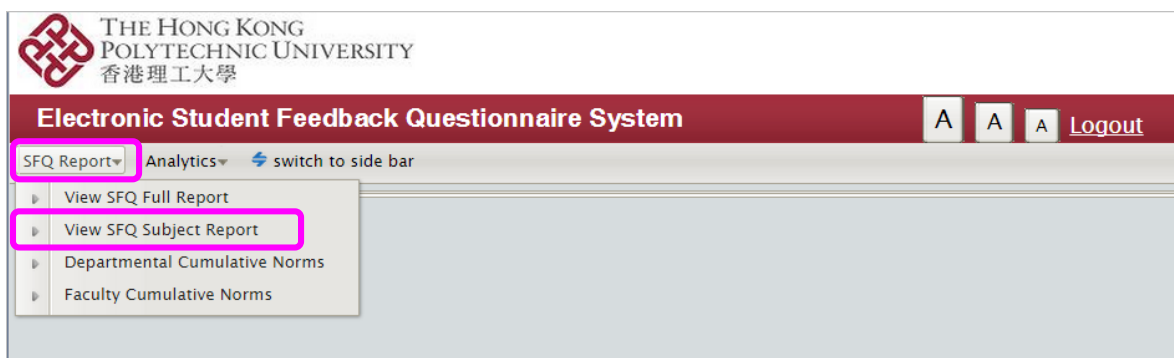 THE HONG KONG
POLYTECHNIC UNIVERSITY
香港理工大學
Electronic Student Feedback Questionnaire System
A A A Logout
SFQ Report Analytics switch to side bar
View SFQ Full Report
View SFQ Subject Report
Departmental Cumulative Norms
Faculty Cumulative Norms